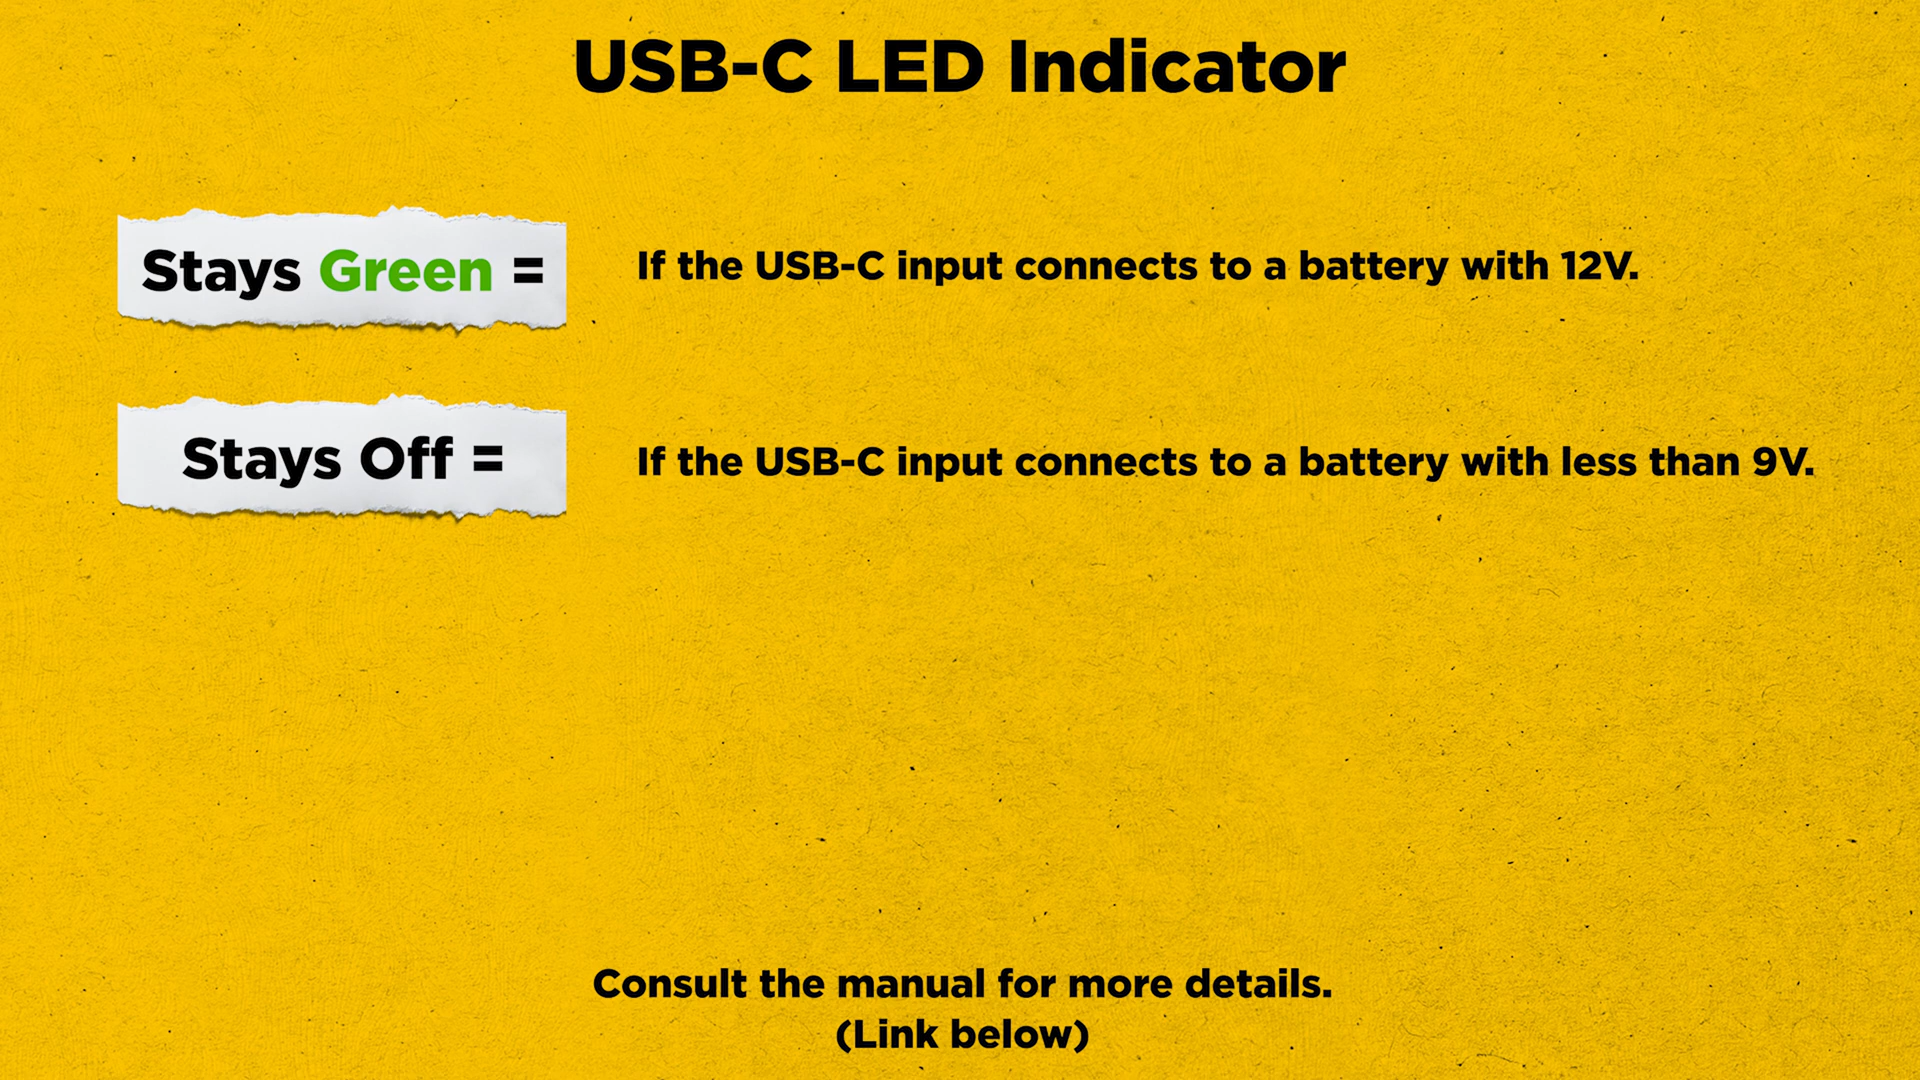 USB-C LED Indicator
Stays Green = If the USB-C input connects to a battery with 12V.
Stays Off = If the USB-C input connects to a battery with less than 9V.
Consult the manual for more details.
(Link below)